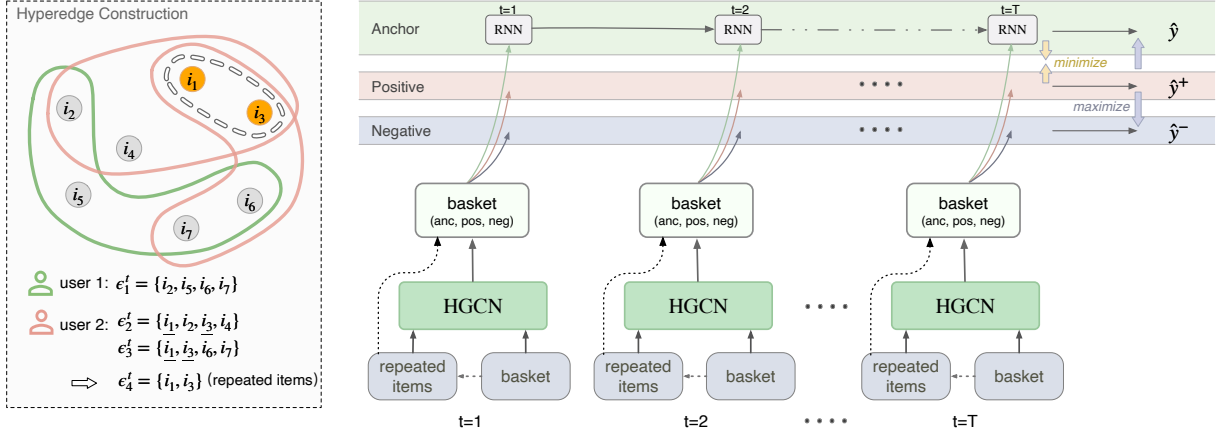 Hyperedge Construction
i₁
i₂
i₃
i₄
i₅
i₆
i₇
user 1: ϵ₁ᵗ = {i₂, i₅, i₆, i₇}
user 2: ϵ₂ᵗ = {i₁, i₂, i₃, i₄}
ϵ₃ᵗ = {i₁, i₃, i₆, i₇}
⇨ ϵ₄ᵗ = {i₁, i₃} (repeated items)
t=1 t=2 t=T
Anchor RNN RNN RNN ŷ
minimize
Positive ŷ⁺
maximize
Negative ŷ⁻
basket basket basket
(anc, pos, neg) (anc, pos, neg) (anc, pos, neg)
HGCN HGCN HGCN
repeated basket repeated basket repeated basket
items items items
t=1 t=2 t=T